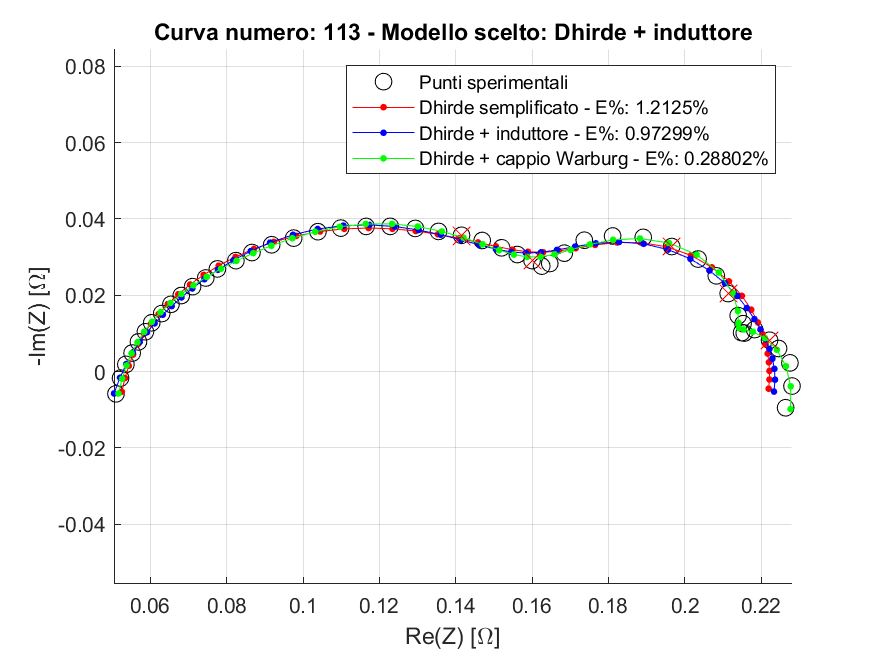 Curva numero: 113 - Modello scelto: Dhirde + induttore
Punti sperimentali
Dhirde semplificato - E%: 1.2125%
Dhirde + induttore - E%: 0.97299%
Dhirde + cappio Warburg - E%: 0.28802%
-Im(Z) [Ω]
0.08
0.06
0.04
0.02
0
-0.02
-0.04
0.06 0.08 0.1 0.12 0.14 0.16 0.18 0.2 0.22
Re(Z) [Ω]